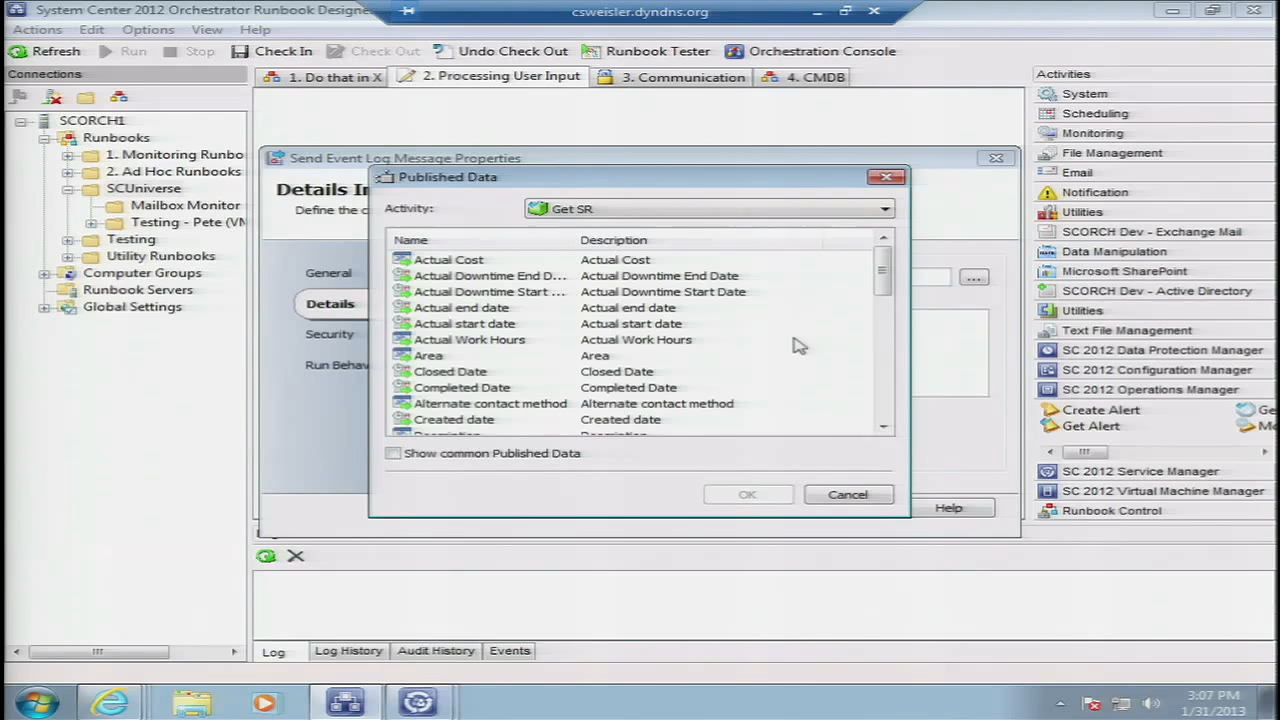 System Center 2012 Orchestrator Runbook Designe
csweisler.dyndns.org
Actions Edit Options View Help
Refresh Run Stop Check In Check Out Undo Check Out Runbook Tester Orchestration Console
Connections
1. Do that in X
2. Processing User Input
3. Communication
4. CMDB
Activities
SCORCH1
Runbooks
1. Monitoring Runbo
2. Ad Hoc Runbooks
SCUniverse
Mailbox Monitor
Testing - Pete (VM
Testing
Utility Runbooks
Computer Groups
Runbook Servers
Global Settings
Send Event Log Message Properties
Details In
Define the c
General
Details
Security
Run Behav
...
Help
Published Data
Activity: Get SR
Name Description
Actual Cost Actual Cost
Actual Downtime End D... Actual Downtime End Date
Actual Downtime Start ... Actual Downtime Start Date
Actual end date Actual end date
Actual start date Actual start date
Actual Work Hours Actual Work Hours
Area Area
Closed Date Closed Date
Completed Date Completed Date
Alternate contact method Alternate contact method
Created date Created date
Show common Published Data
OK Cancel
System
Scheduling
Monitoring
File Management
Email
Notification
Utilities
SCORCH Dev - Exchange Mail
Data Manipulation
Microsoft SharePoint
SCORCH Dev - Active Directory
Utilities
Text File Management
SC 2012 Data Protection Manager
SC 2012 Configuration Manager
SC 2012 Operations Manager
Create Alert Ge
Get Alert Mo
SC 2012 Service Manager
SC 2012 Virtual Machine Manager
Runbook Control
Log Log History Audit History Events
3:07 PM
1/31/2013